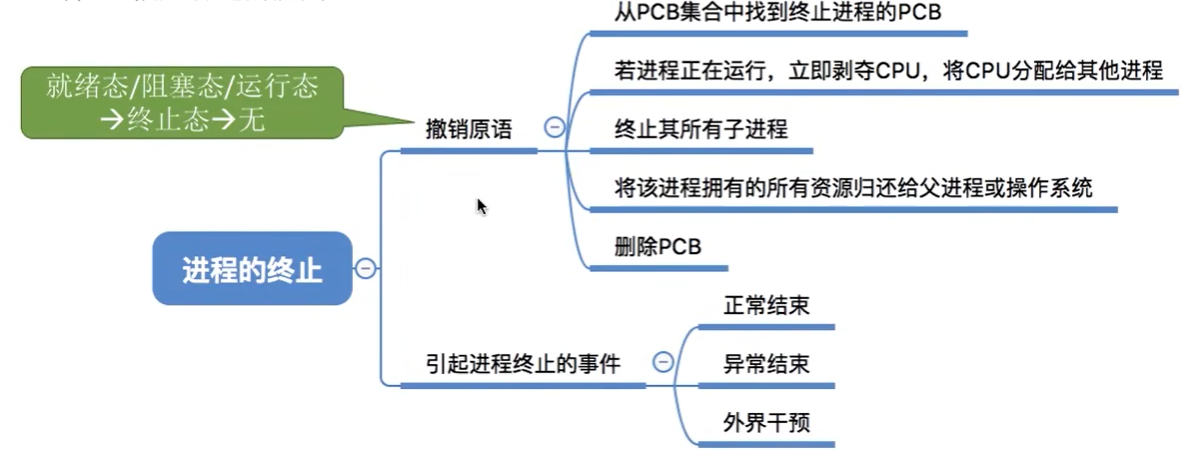 从PCB集合中找到终止进程的PCB
就绪态/阻塞态/运行态
→终止态→无
若进程正在运行，立即剥夺CPU，将CPU分配给其他进程
撤销原语
终止其所有子进程
将该进程拥有的所有资源归还给父进程或操作系统
删除PCB
进程的终止
正常结束
引起进程终止的事件
异常结束
外界干预